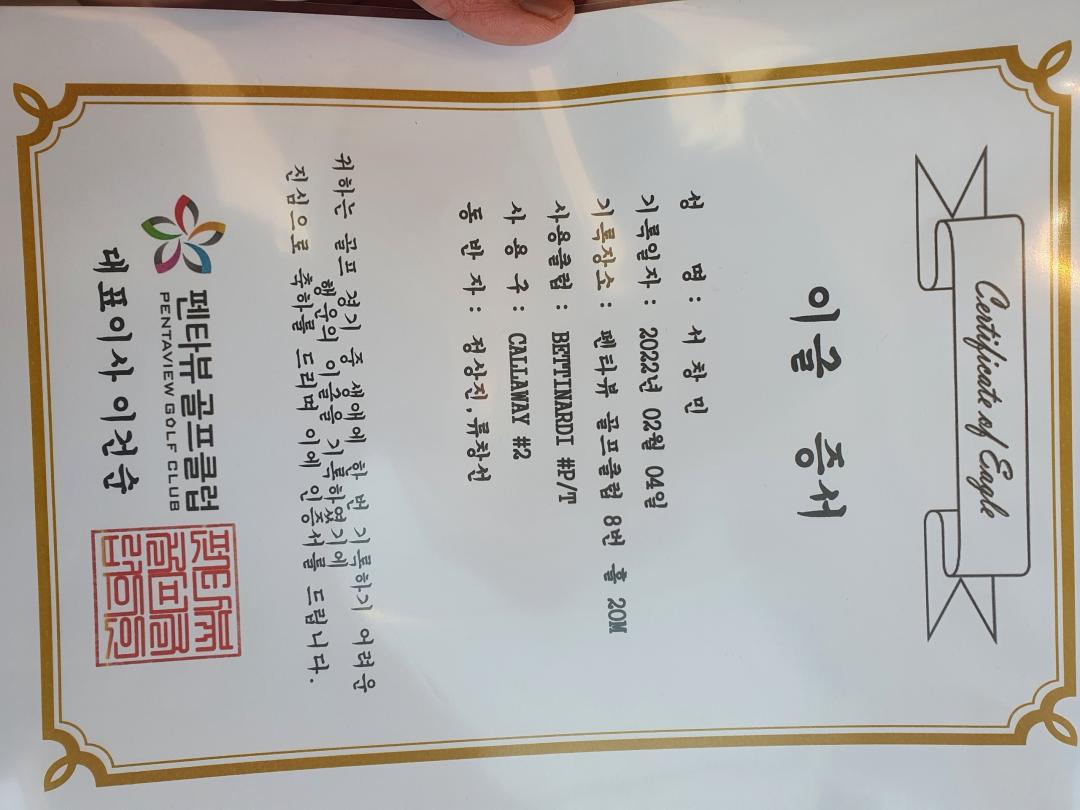 Certificate of Eagle
이글 증서
성 명 : 서 창 민
기록일자 : 2022년 02월 04일
기록장소 : 펜타뷰 골프클럽 8번 홀 20M
사용클럽 : BETTINARDI #P/T
사 용 구 : CALLAWAY #2
동 반 자 : 정상진,류창선
귀하는 골프 경기 중 생애에 한 번 기록하기 어려운
행운의 이글을 기록하였기에
진심으로 축하를 드리며 이에 인증서를 드립니다.
펜타뷰 골프클럽
PENTAVIEW GOLF CLUB
대표이사 이건순